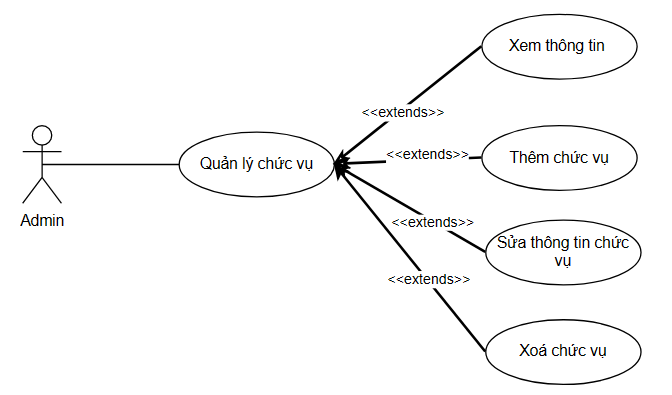 Xem thông tin
<<extends>>
<<extends>>
Thêm chức vụ
Quản lý chức vụ
Admin
<<extends>>
Sửa thông tin chức
vụ
<<extends>>
Xoá chức vụ